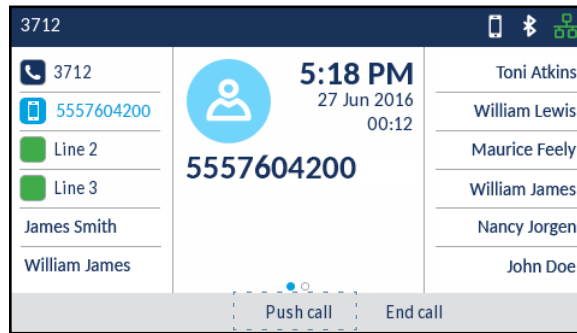 3712
3712
5557604200
Line 2
Line 3
James Smith
William James
5:18 PM
27 Jun 2016
00:12
5557604200
Toni Atkins
William Lewis
Maurice Feely
William James
Nancy Jorgen
John Doe
Push call
End call